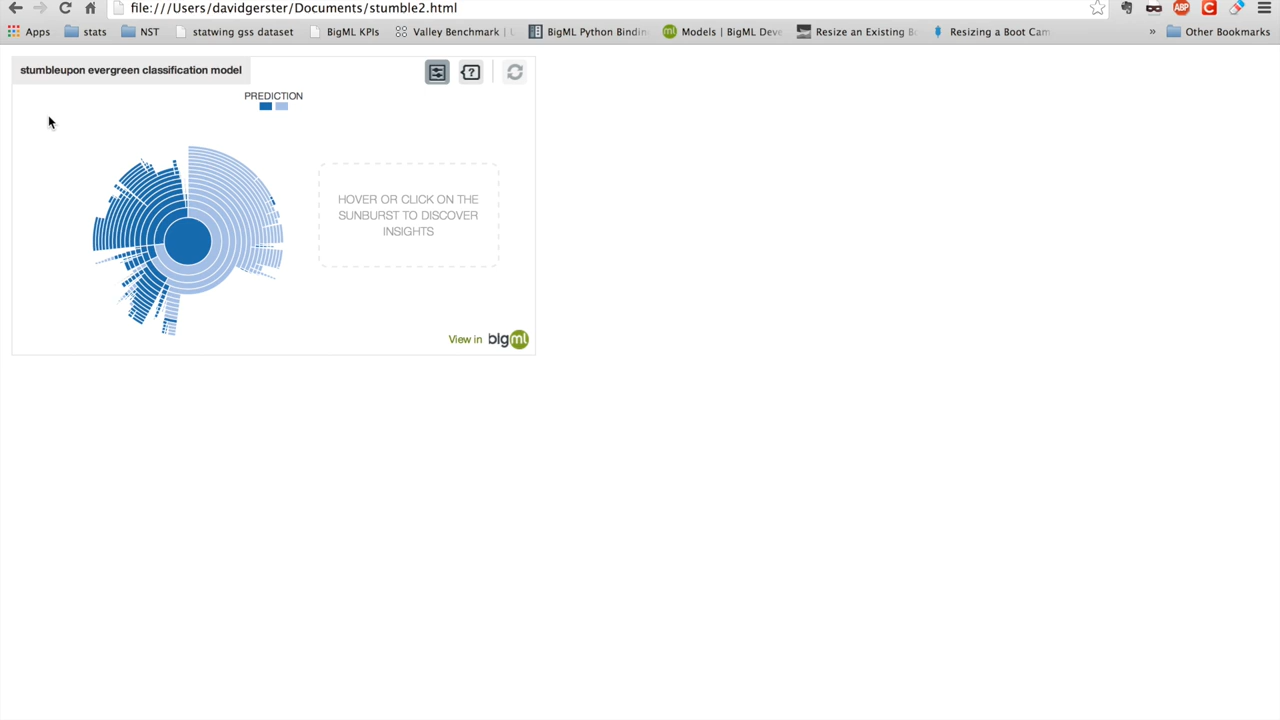 file:///Users/davidgerster/Documents/stumble2.html
Apps stats NST statwing gss dataset BigML KPIs Valley Benchmark | BigML Python Bindin Models | BigML Deve Resize an Existing Bo Resizing a Boot Cam » Other Bookmarks
stumbleupon evergreen classification model
PREDICTION
HOVER OR CLICK ON THE
SUNBURST TO DISCOVER
INSIGHTS
View in bigml